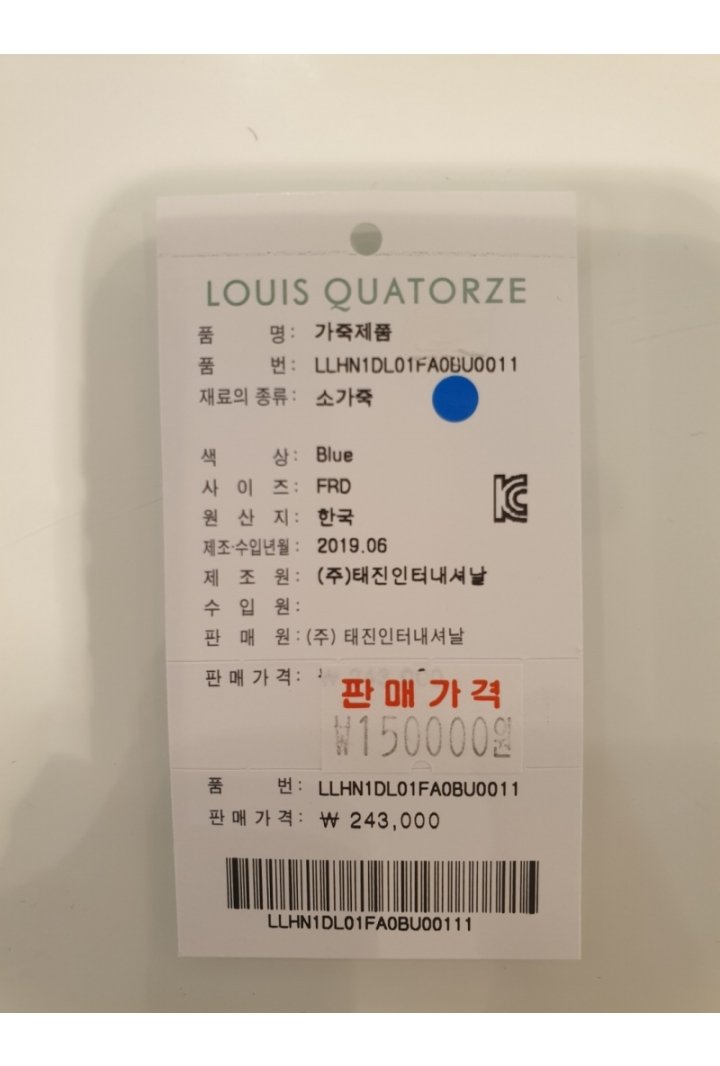 LOUIS QUATORZE
품 명: 가죽제품
품 번: LLHN1DL01FA0BU0011
재료의 종류: 소가죽
색 상: Blue
사 이 즈: FRD
원 산 지: 한국
제조·수입년월: 2019.06
제 조 원: (주)태진인터내셔날
수 입 원:
판 매 원: (주) 태진인터내셔날
판매가격: ₩
판매가격
₩150000원
품 번: LLHN1DL01FA0BU0011
판매가격: ₩ 243,000
LLHN1DL01FA0BU00111